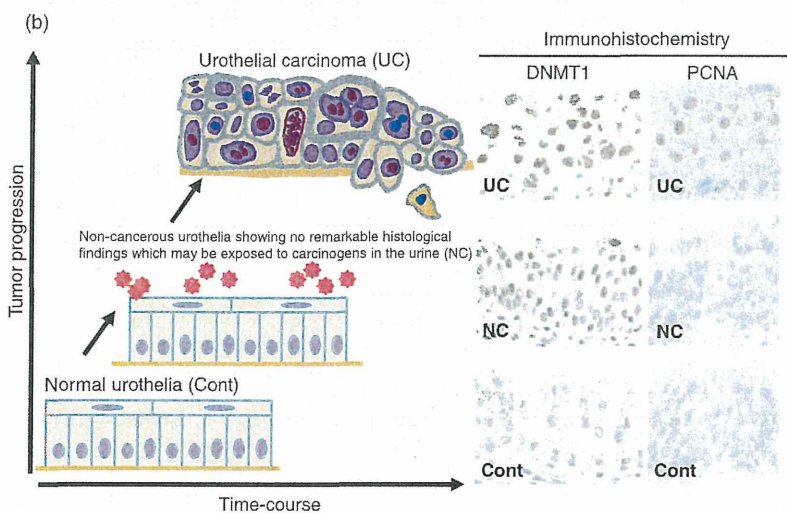 (b)
Urothelial carcinoma (UC)
Immunohistochemistry
DNMT1
PCNA
UC
UC
Non-cancerous urothelia showing no remarkable histological
findings which may be exposed to carcinogens in the urine (NC)
NC
NC
Normal urothelia (Cont)
Cont
Cont
Tumor progression
Time-course